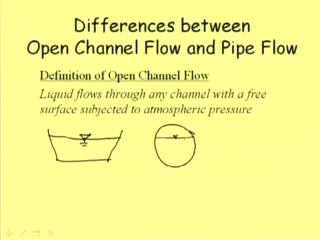 Differences between
Open Channel Flow and Pipe Flow
Definition of Open Channel Flow
Liquid flows through any channel with a free
surface subjected to atmospheric pressure